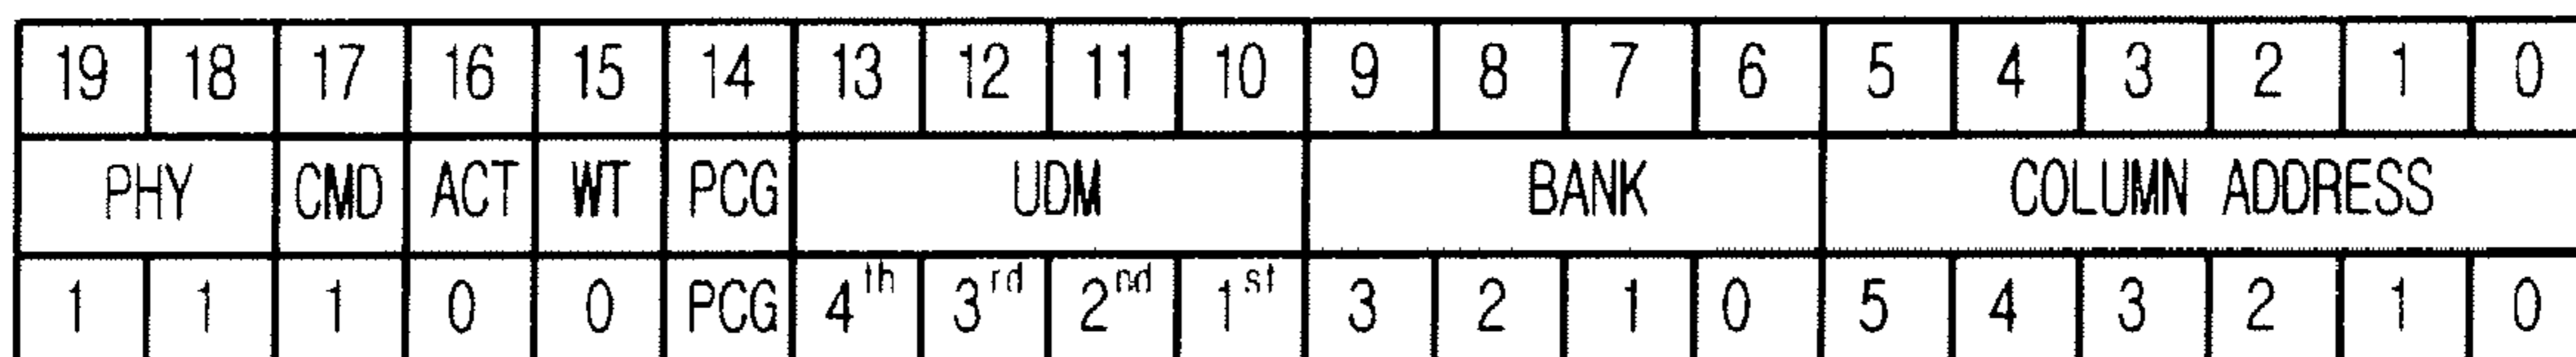 19 18 17 16 15 14 13 12 11 10 9 8 7 6 5 4 3 2 1 0
PHY CMD ACT WT PCG UDM BANK COLUMN ADDRESS
1 1 1 0 0 PCG 4th 3rd 2nd 1st 3 2 1 0 5 4 3 2 1 0